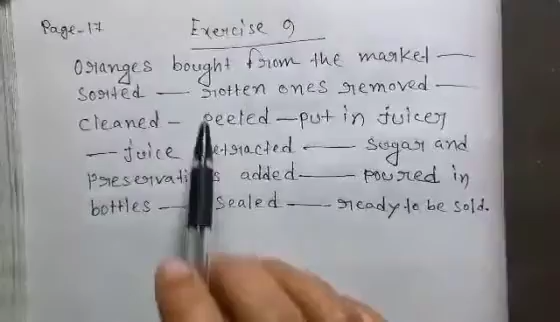 Page-17
Exercise 9
Oranges bought from the market —
Sorted — rotten ones removed —
cleaned - peeled - put in juicer
— juice extracted — sugar and
preservatives added — poured in
bottles — sealed — ready to be sold.